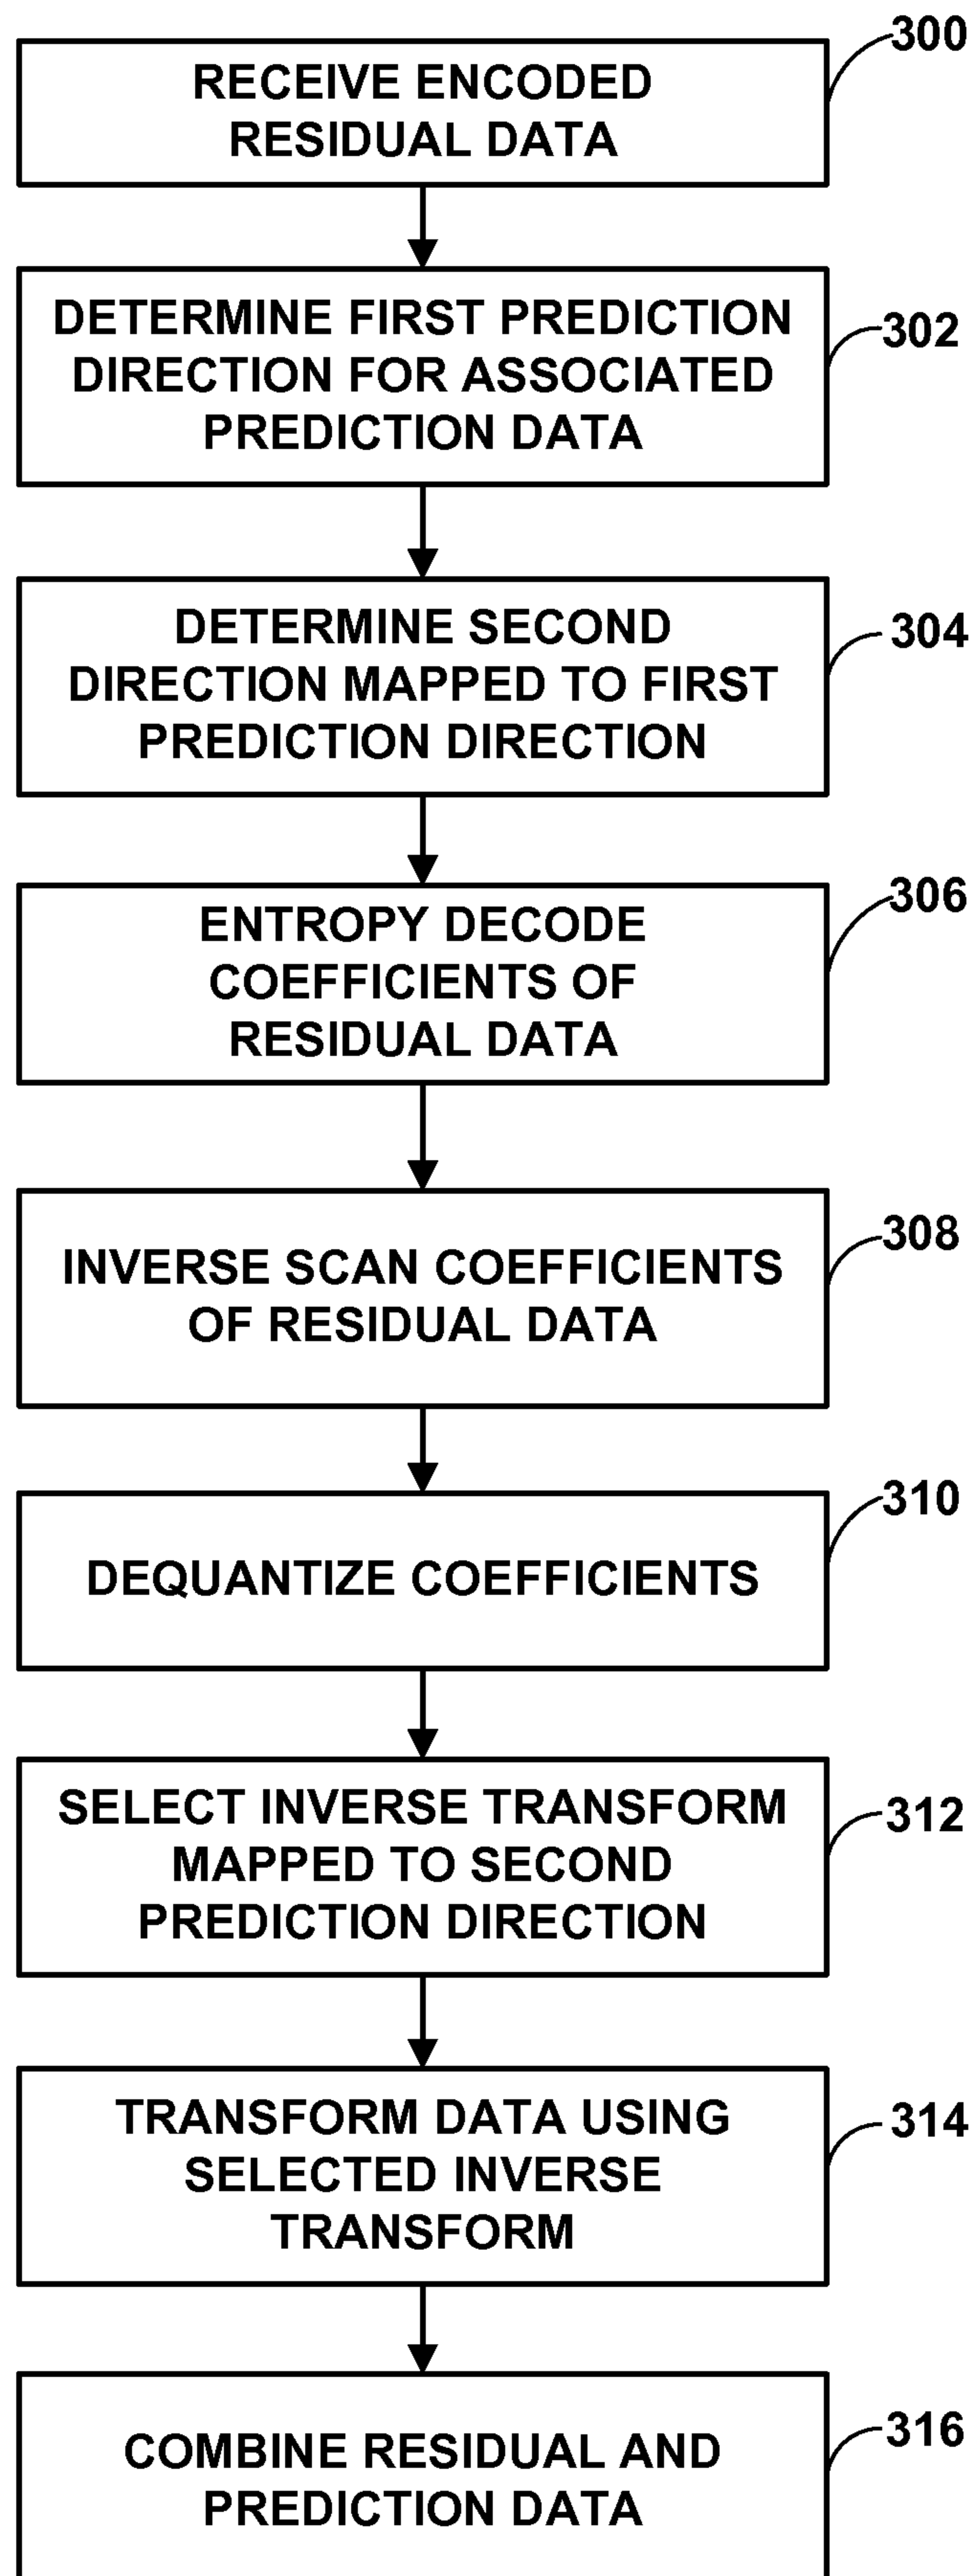 300
RECEIVE ENCODED
RESIDUAL DATA
302
DETERMINE FIRST PREDICTION
DIRECTION FOR ASSOCIATED
PREDICTION DATA
304
DETERMINE SECOND
DIRECTION MAPPED TO FIRST
PREDICTION DIRECTION
306
ENTROPY DECODE
COEFFICIENTS OF
RESIDUAL DATA
308
INVERSE SCAN COEFFICIENTS
OF RESIDUAL DATA
310
DEQUANTIZE COEFFICIENTS
312
SELECT INVERSE TRANSFORM
MAPPED TO SECOND
PREDICTION DIRECTION
314
TRANSFORM DATA USING
SELECTED INVERSE
TRANSFORM
316
COMBINE RESIDUAL AND
PREDICTION DATA